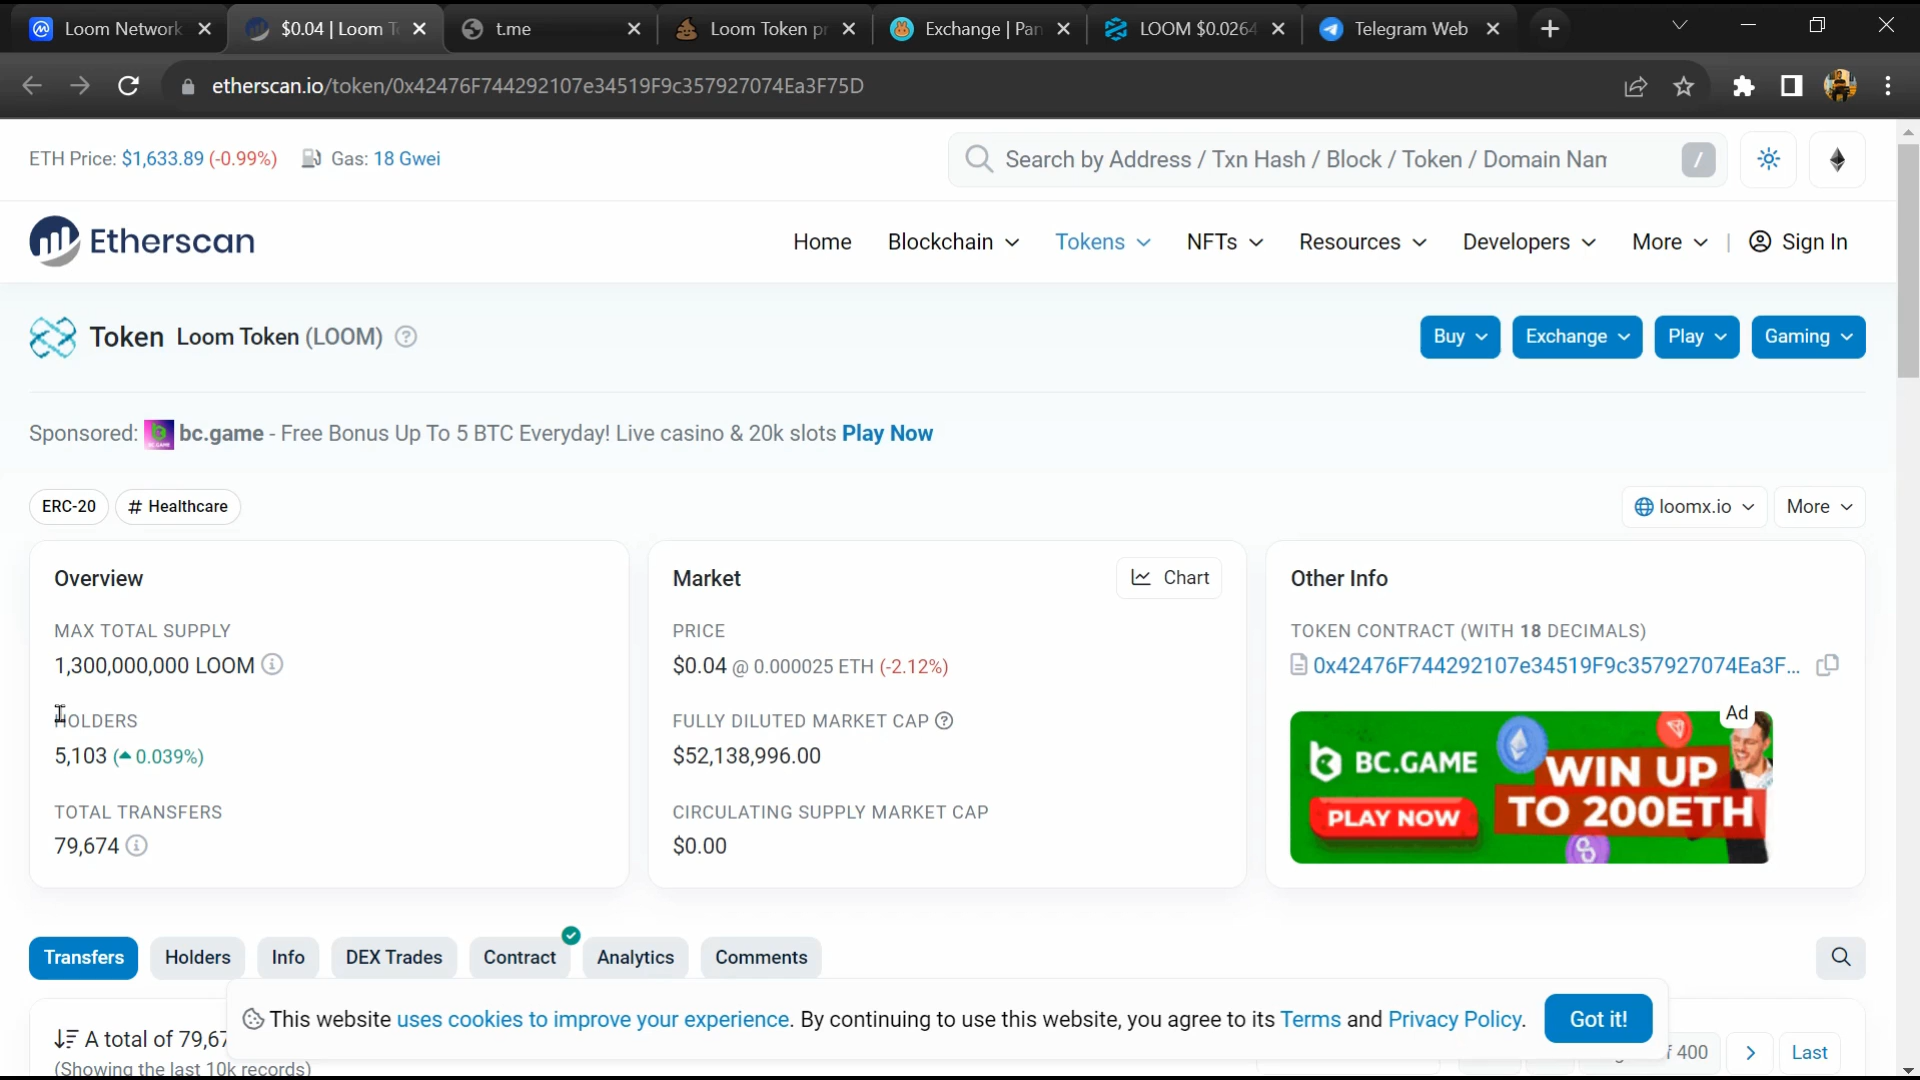 Loom Network
$0.04 | Loom T
t.me
Loom Token pr
Exchange | Pan
LOOM $0.0264
Telegram Web
etherscan.io/token/0x42476F744292107e34519F9c357927074Ea3F75D
ETH Price: $1,633.89 (-0.99%) Gas: 18 Gwei
Search by Address / Txn Hash / Block / Token / Domain Nam
/
Etherscan
Home Blockchain Tokens NFTs Resources Developers More | Sign In
Token Loom Token (LOOM)
Buy Exchange Play Gaming
Sponsored: bc.game - Free Bonus Up To 5 BTC Everyday! Live casino & 20k slots Play Now
ERC-20 # Healthcare
loomx.io More
Overview
MAX TOTAL SUPPLY
1,300,000,000 LOOM
HOLDERS
5,103 (0.039%)
TOTAL TRANSFERS
79,674
Market
Chart
PRICE
$0.04 @ 0.000025 ETH (-2.12%)
FULLY DILUTED MARKET CAP
$52,138,996.00
CIRCULATING SUPPLY MARKET CAP
$0.00
Other Info
TOKEN CONTRACT (WITH 18 DECIMALS)
0x42476F744292107e34519F9c357927074Ea3F...
Ad
BC.GAME
PLAY NOW
WIN UP
TO 200ETH
Transfers Holders Info DEX Trades Contract Analytics Comments
A total of 79,67
(Showing the last 10k records)
This website uses cookies to improve your experience. By continuing to use this website, you agree to its Terms and Privacy Policy.
Got it!
f 400
Last